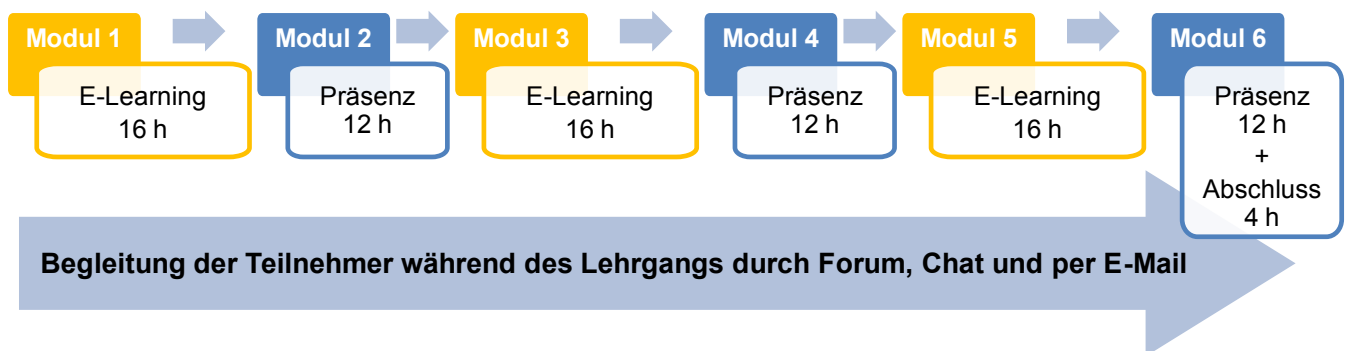 Modul 1
E-Learning
16 h
Modul 2
Präsenz
12 h
Modul 3
E-Learning
16 h
Modul 4
Präsenz
12 h
Modul 5
E-Learning
16 h
Modul 6
Präsenz
12 h
+
Abschluss
4 h
Begleitung der Teilnehmer während des Lehrgangs durch Forum, Chat und per E-Mail